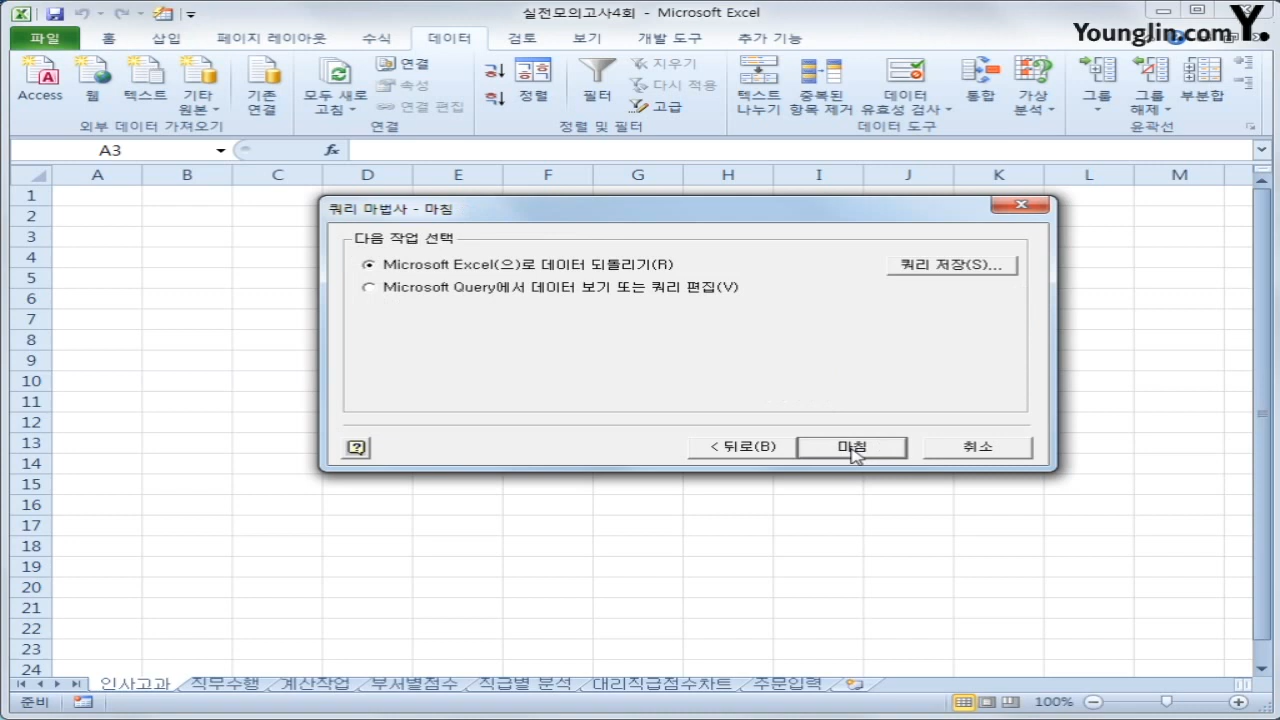 실전모의고사4회 - Microsoft Excel
Younglin.com Y.
파일 홈 삽입 페이지 레이아웃 수식 데이터 검토 보기 개발 도구 추가 기능
Access 웹 텍스트 기타 원본 기존 연결 모두 새로 고침 연결 속성 연결 편집 정렬 필터 지우기 다시 적용 고급 텍스트 나누기 중복된 항목 제거 데이터 유효성 검사 통합 가상 분석 그룹 그룹 해제 부분합
외부 데이터 가져오기 연결 정렬 및 필터 데이터 도구 윤곽선
A3 fx
A B C D E F G H I J K L M
1
2
3
4
5
6
7
8
9
10
11
12
13
14
15
16
17
18
19
20
21
22
23
24
쿼리 마법사 - 마침
다음 작업 선택
Microsoft Excel(으)로 데이터 되돌리기(R) 쿼리 저장(S)...
Microsoft Query에서 데이터 보기 또는 쿼리 편집(V)
< 뒤로(B) 마침 취소
인사고과 직무수행 계산작업 부서별점수 직급별 분석 대리직급점수차트 주문입력
준비 100%